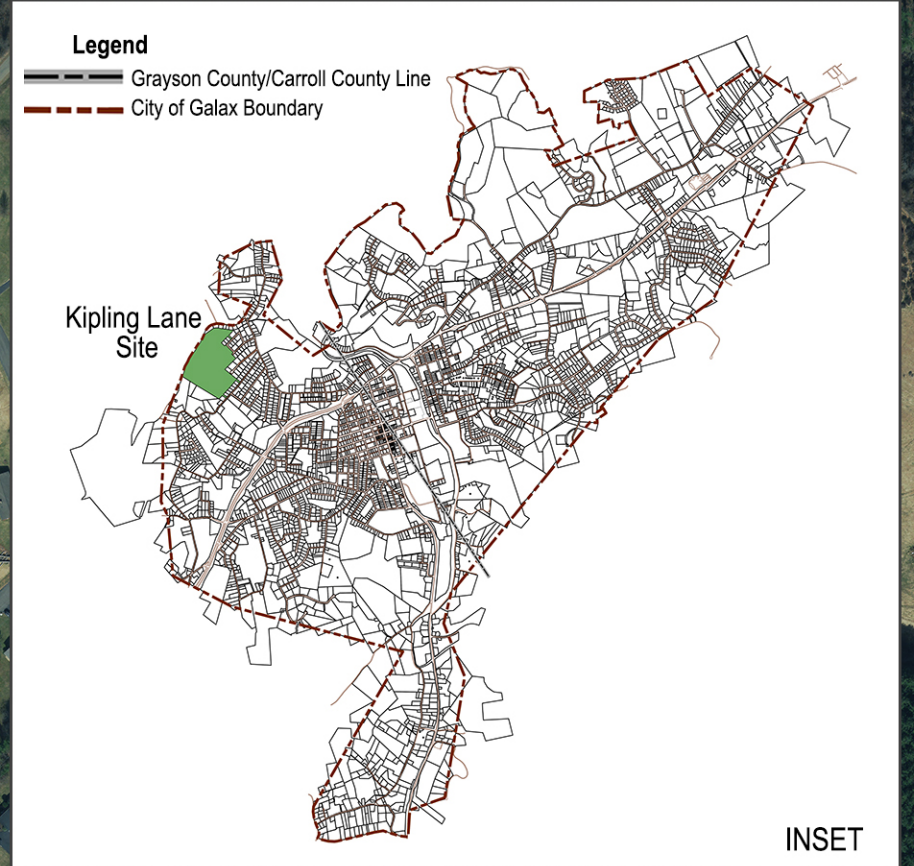 Legend
Grayson County/Carroll County Line
City of Galax Boundary
Kipling Lane
Site
INSET